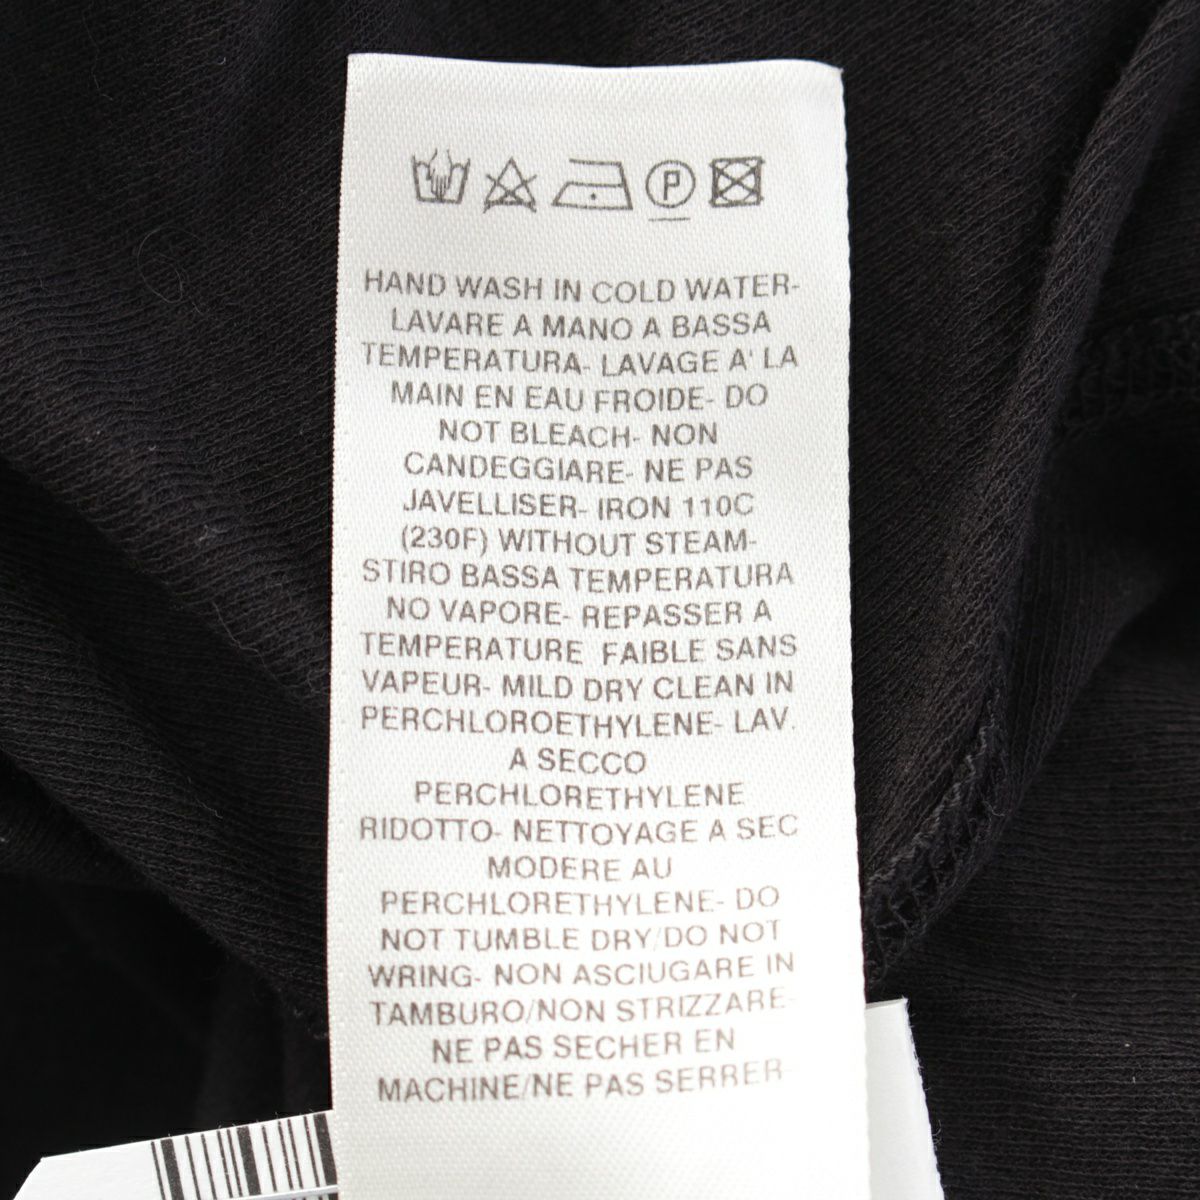 P
HAND WASH IN COLD WATER-
LAVARE A MANO A BASSA
TEMPERATURA- LAVAGE A' LA
MAIN EN EAU FROIDE- DO
NOT BLEACH- NON
CANDEGGIARE- NE PAS
JAVELLISER- IRON 110C
(230F) WITHOUT STEAM-
STIRO BASSA TEMPERATURA
NO VAPORE- REPASSER A
TEMPERATURE FAIBLE SANS
VAPEUR- MILD DRY CLEAN IN
PERCHLOROETHYLENE- LAV.
A SECCO
PERCHLORETHYLENE
RIDOTTO- NETTOYAGE A SEC
MODERE AU
PERCHLORETHYLENE- DO
NOT TUMBLE DRY/DO NOT
WRING- NON ASCIUGARE IN
TAMBURO/NON STRIZZARE-
NE PAS SECHER EN
MACHINE/NE PAS SERRER-